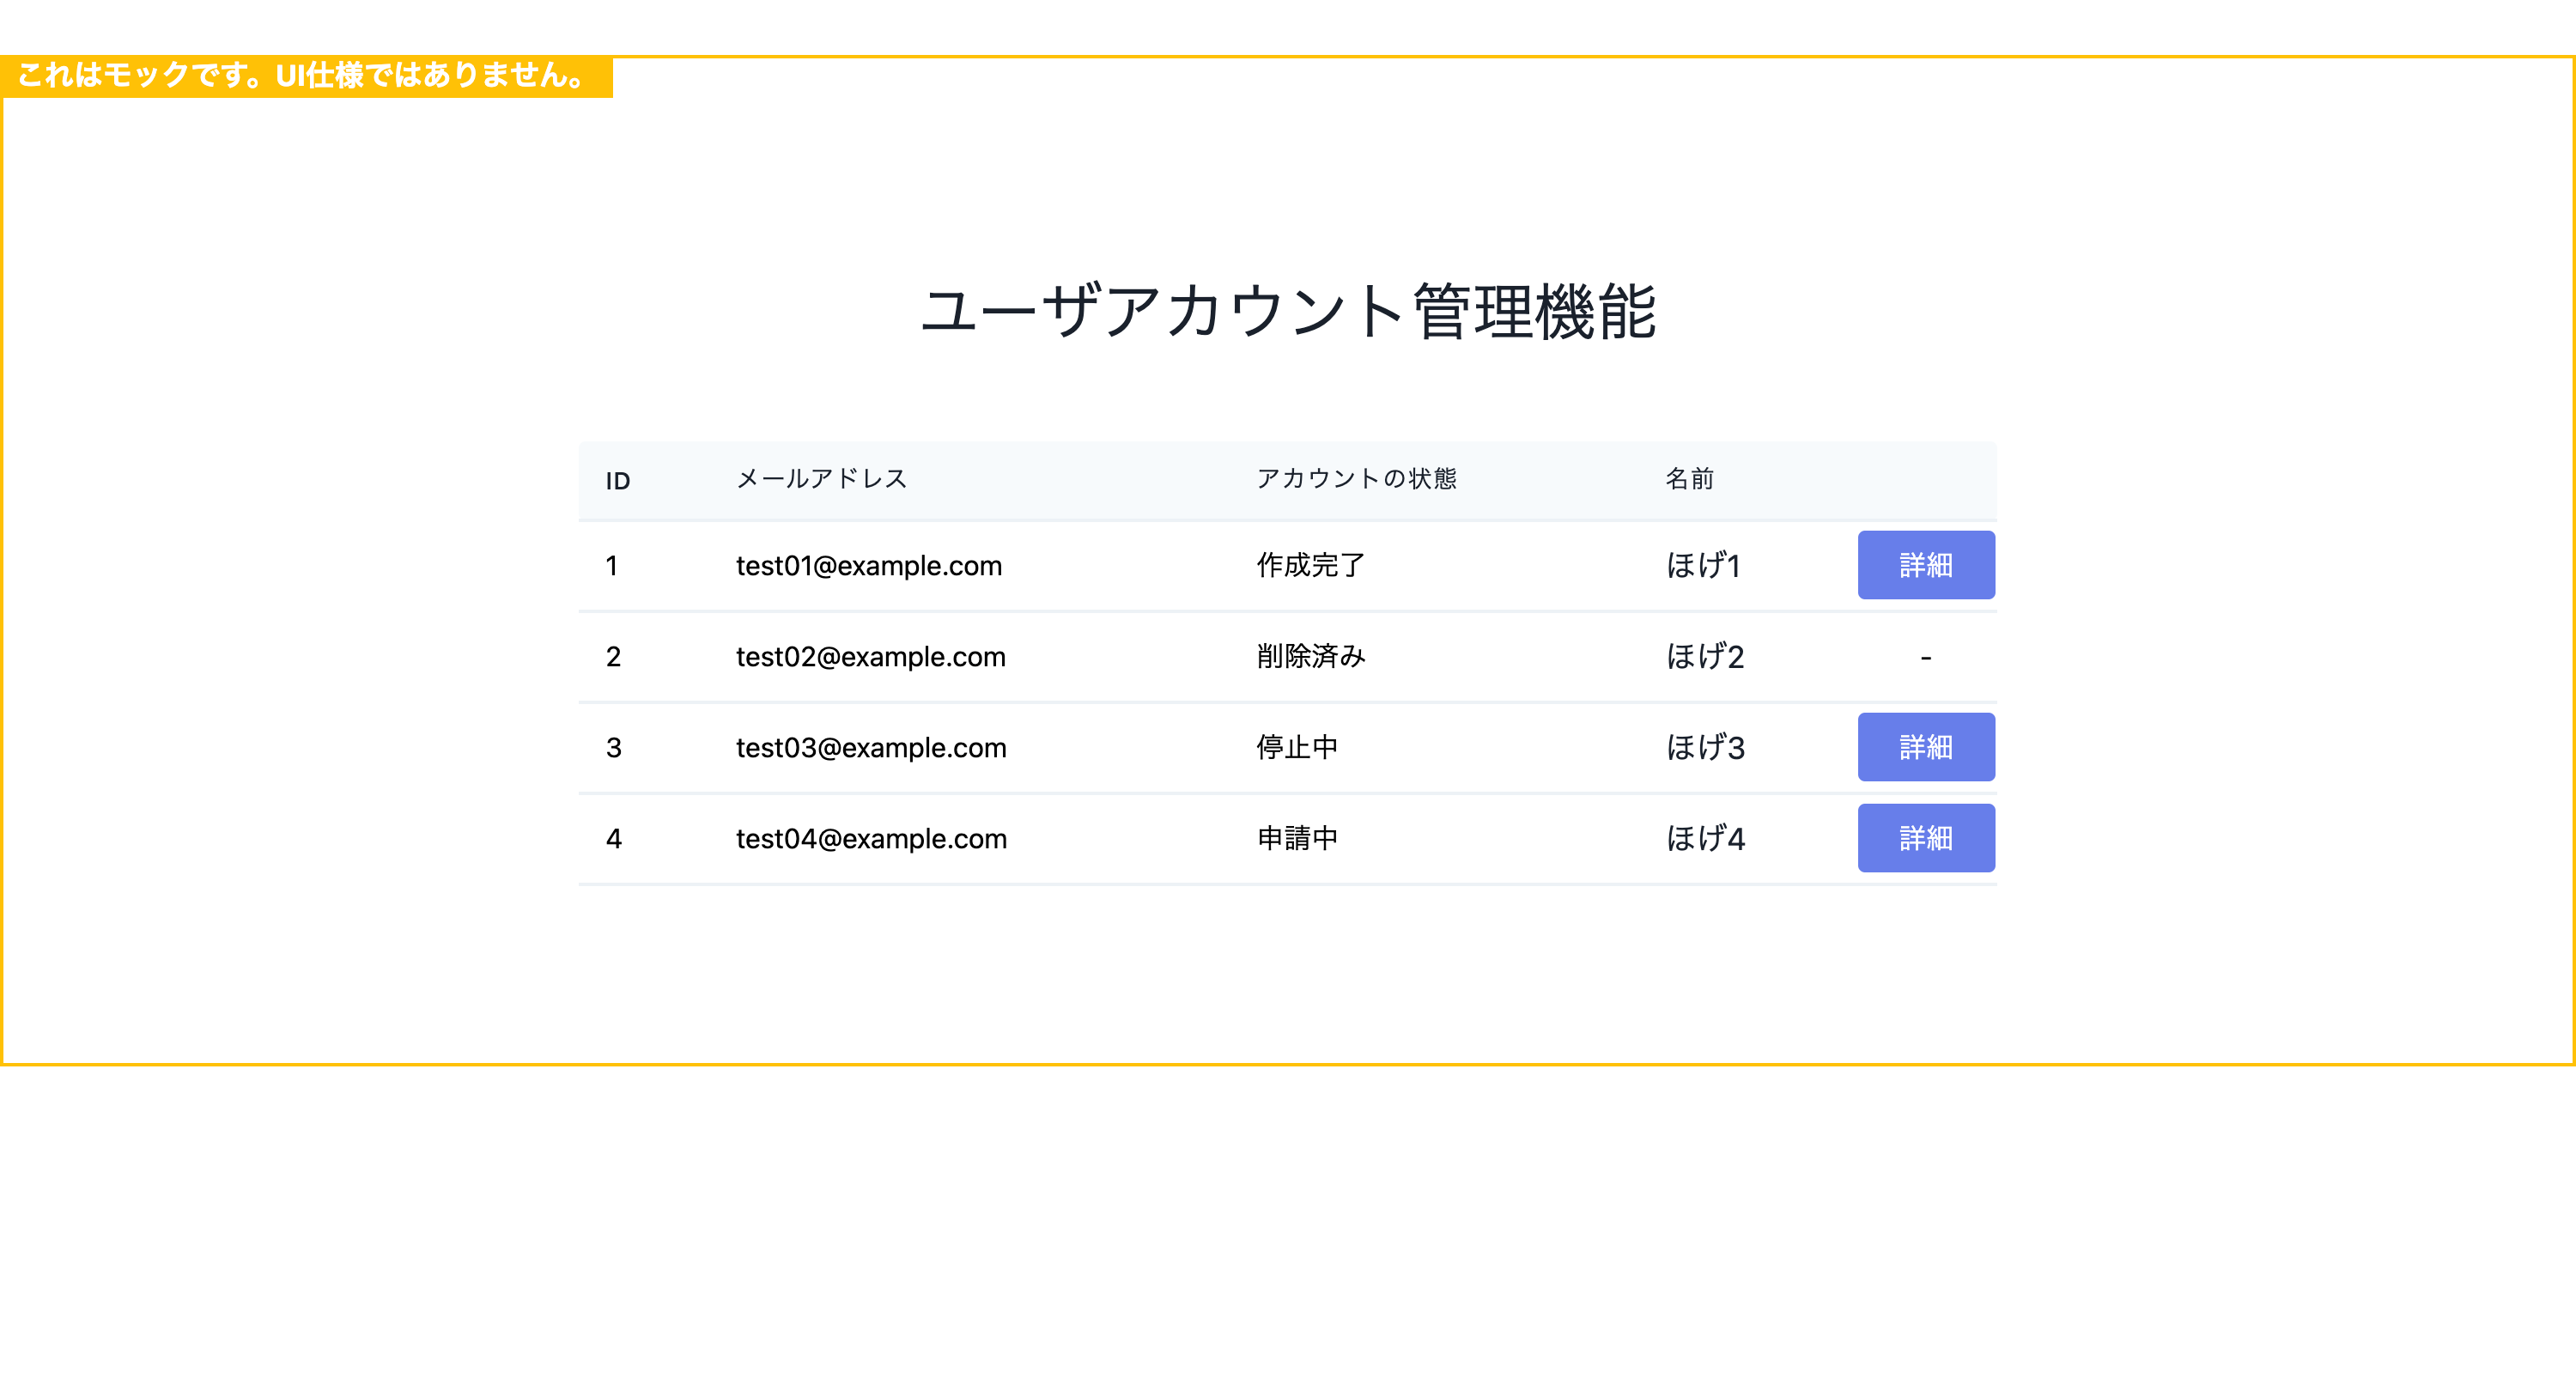 これはモックです。UI仕様ではありません。
ユーザアカウント管理機能
ID メールアドレス アカウントの状態 名前
1 test01@example.com 作成完了 ほげ1 詳細
2 test02@example.com 削除済み ほげ2 -
3 test03@example.com 停止中 ほげ3 詳細
4 test04@example.com 申請中 ほげ4 詳細